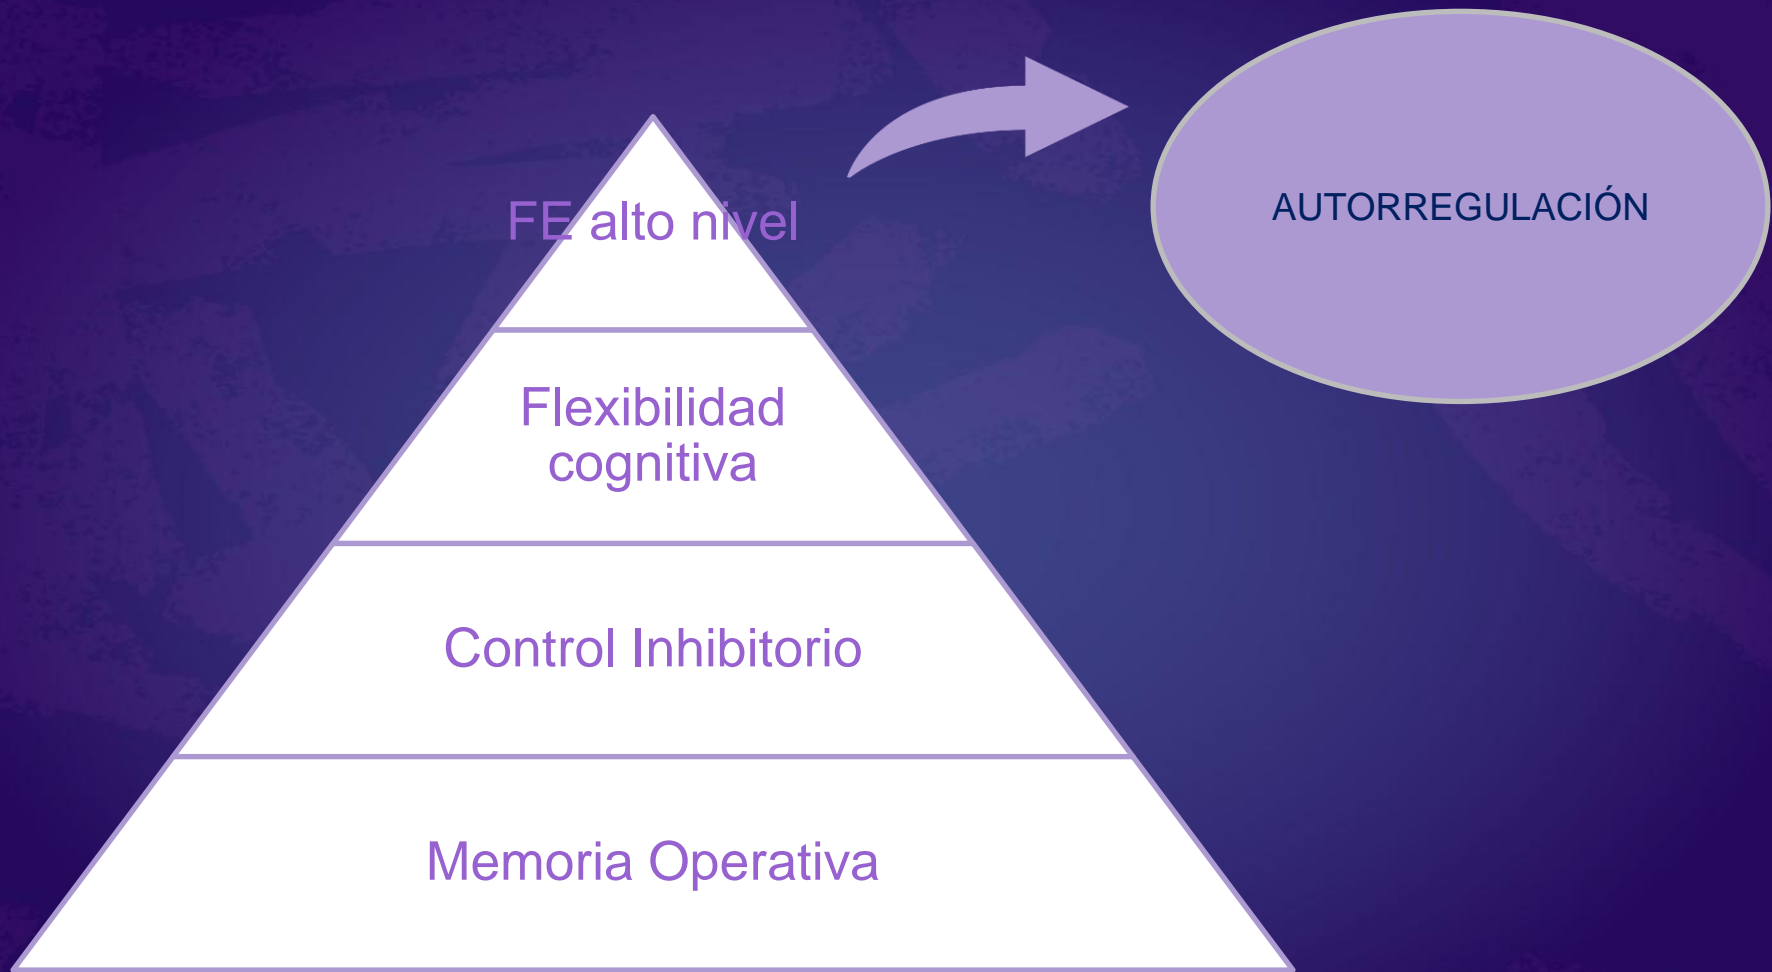 FE alto nivel
AUTORREGULACIÓN
Flexibilidad
cognitiva
Control Inhibitorio
Memoria Operativa